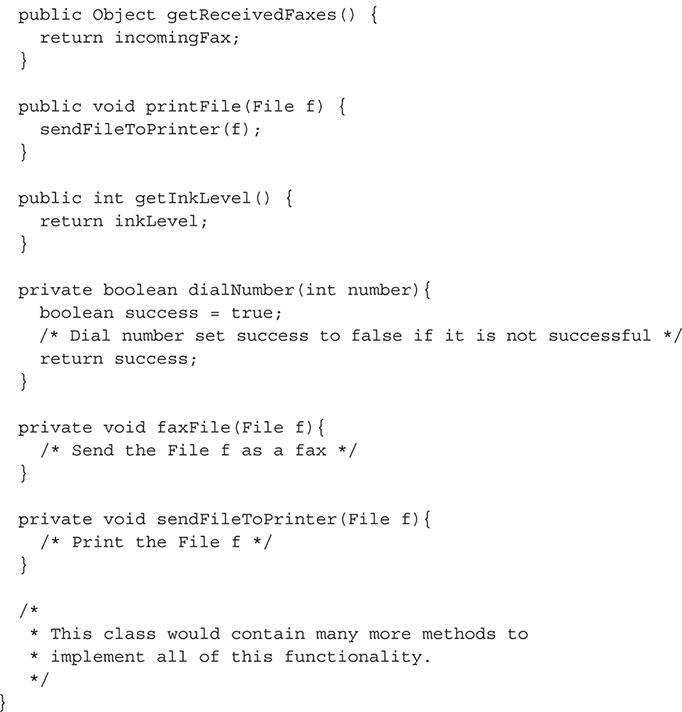 public Object getReceivedFaxes() {
return incomingFax;
}
public void printFile(File f) {
sendFileToPrinter(f);
}
public int getInkLevel() {
return inkLevel;
}
private boolean dialNumber(int number){
boolean success = true;
/* Dial number set success to false if it is not successful */
return success;
}
private void faxFile(File f){
/* Send the File f as a fax */
}
private void sendFileToPrinter(File f){
/* Print the File f */
}
/*
* This class would contain many more methods to
* implement all of this functionality.
*/
}